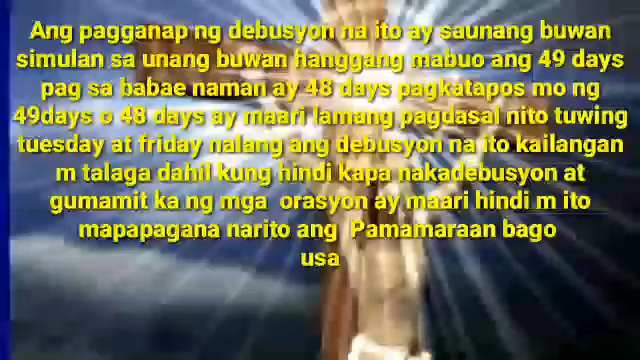 Ang pagganap ng debusyon na ito ay saunang buwan
simulan sa unang buwan hanggang mabuo ang 49 days
pag sa babae naman ay 48 days pagkatapos mo ng
49days o 48 days ay maari lamang pagdasal nito tuwing
tuesday at friday nalang ang debusyon na ito kailangan
m talaga dahil kung hindi kapa nakadebusyon at
gumamit ka ng mga orasyon ay maari hindi m ito
mapapagana narito ang Pamamaraan bago
usa